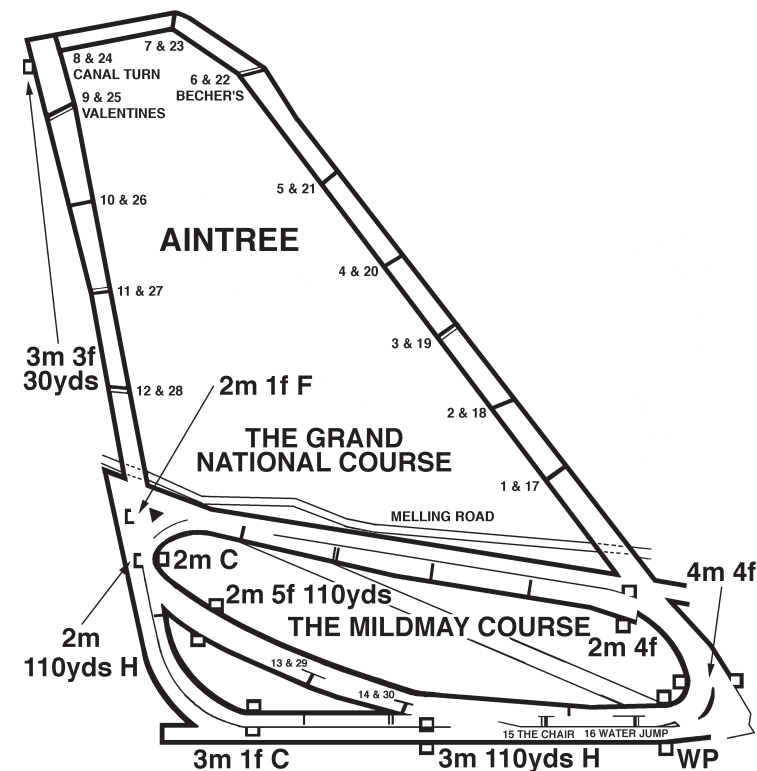 7 & 23
8 & 24
CANAL TURN
6 & 22
BECHER'S
9 & 25
VALENTINES
5 & 21
10 & 26
AINTREE
4 & 20
11 & 27
3 & 19
3m 3f
30yds
12 & 28
2m 1f F
2 & 18
THE GRAND
NATIONAL COURSE
1 & 17
MELLING ROAD
2m C
4m 4f
2m 5f 110yds
THE MILDMAY COURSE
2m 4f
2m
110yds H
13 & 29
14 & 30
15 THE CHAIR
16 WATER JUMP
3m 1f C
3m 110yds H
WP